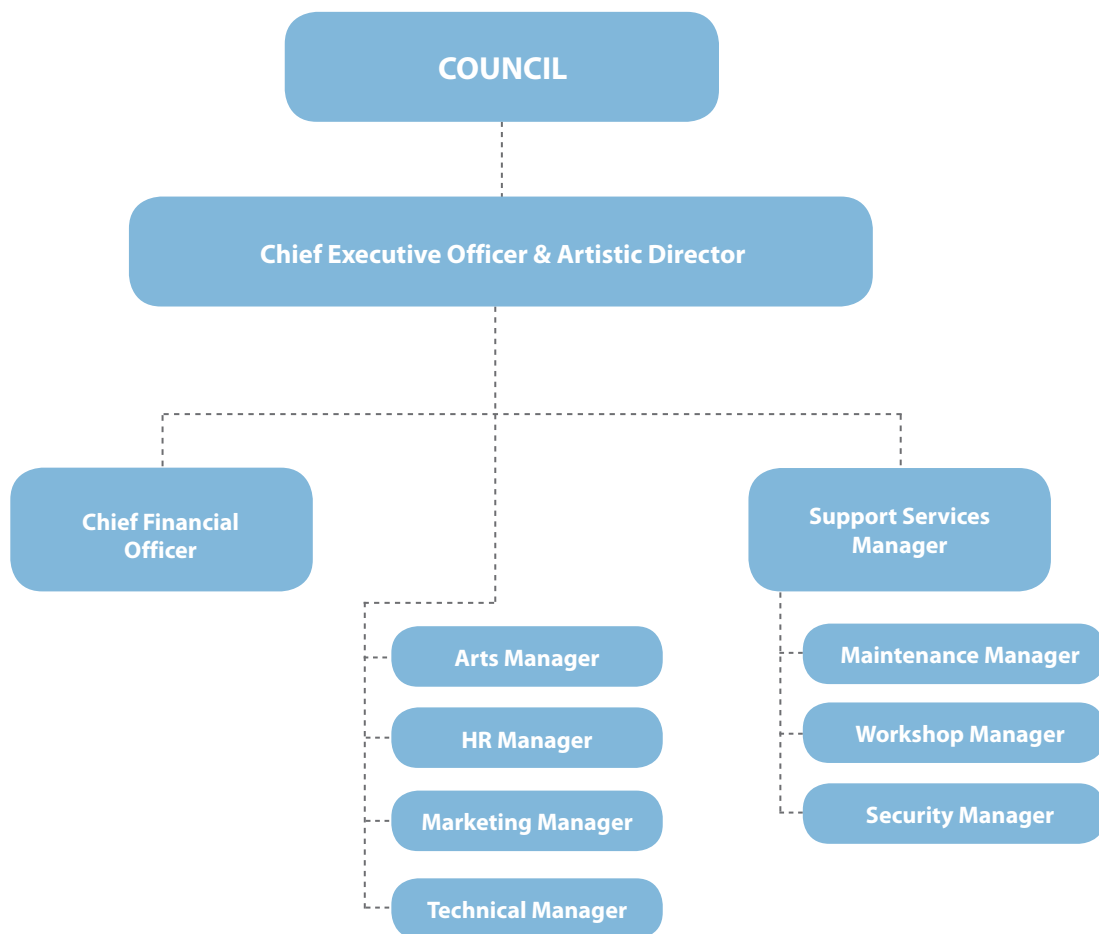 COUNCIL
Chief Executive Officer & Artistic Director
Chief Financial
Officer
Support Services
Manager
Arts Manager
HR Manager
Marketing Manager
Technical Manager
Maintenance Manager
Workshop Manager
Security Manager